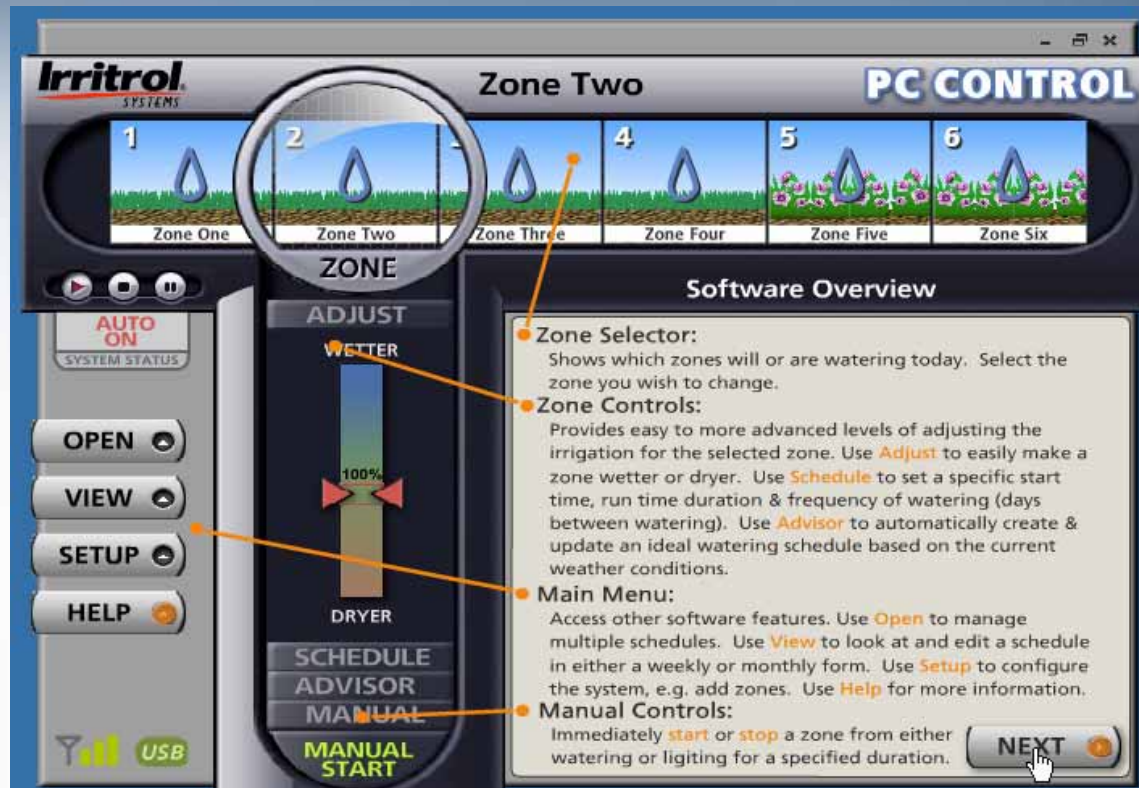 Irritrol
SYSTEMS
Zone Two
PC CONTROL
1 2 3 4 5 6
Zone One Zone Two Zone Three Zone Four Zone Five Zone Six
ZONE
AUTO
ON
SYSTEM STATUS
OPEN
VIEW
SETUP
HELP
USB
ADJUST
WETTER
100%
DRYER
SCHEDULE
ADVISOR
MANUAL
MANUAL
START
Software Overview
Zone Selector:
Shows which zones will or are watering today. Select the
zone you wish to change.
Zone Controls:
Provides easy to more advanced levels of adjusting the
irrigation for the selected zone. Use Adjust to easily make a
zone wetter or dryer. Use Schedule to set a specific start
time, run time duration & frequency of watering (days
between watering). Use Advisor to automatically create &
update an ideal watering schedule based on the current
weather conditions.
Main Menu:
Access other software features. Use Open to manage
multiple schedules. Use View to look at and edit a schedule
in either a weekly or monthly form. Use Setup to configure
the system, e.g. add zones. Use Help for more information.
Manual Controls:
Immediately start or stop a zone from either
watering or ligiting for a specified duration.
NEXT